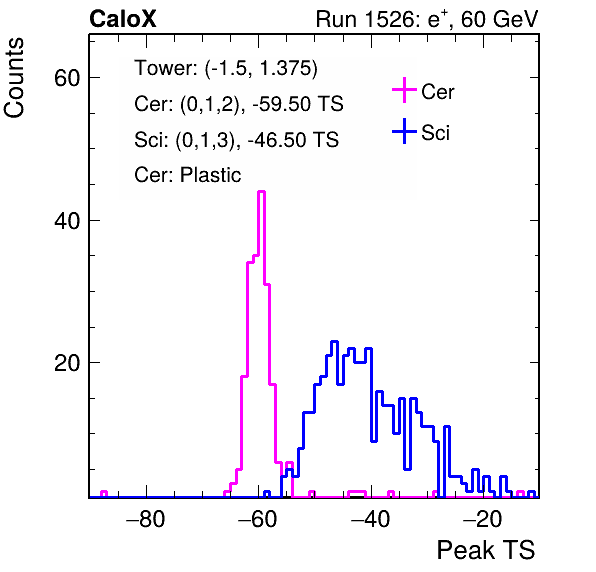 CaloX Run 1526: e⁺, 60 GeV
Counts
Tower: (-1.5, 1.375)
Cer: (0,1,2), -59.50 TS
Sci: (0,1,3), -46.50 TS
Cer: Plastic
Cer
Sci
60
40
20
−80 −60 −40 −20
Peak TS